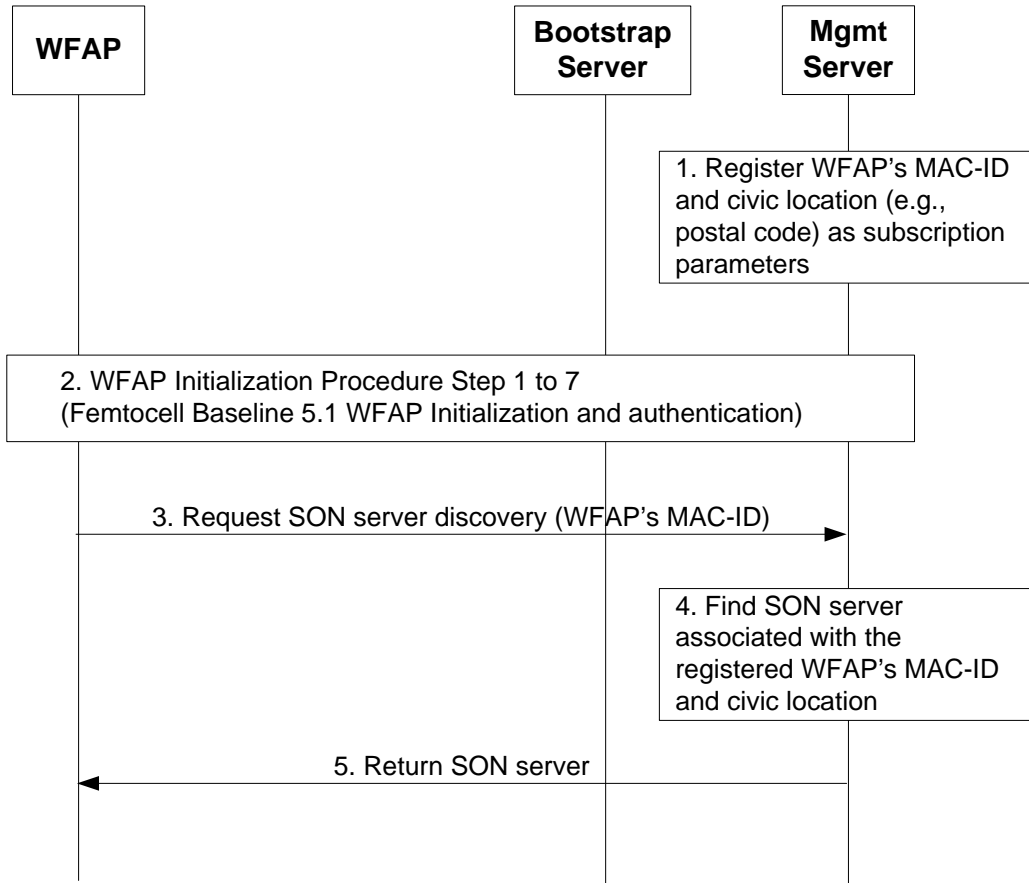 WFAP
Bootstrap
Server
Mgmt
Server
1. Register WFAP's MAC-ID
and civic location (e.g.,
postal code) as subscription
parameters
2. WFAP Initialization Procedure Step 1 to 7
(Femtocell Baseline 5.1 WFAP Initialization and authentication)
3. Request SON server discovery (WFAP's MAC-ID)
4. Find SON server
associated with the
registered WFAP's MAC-ID
and civic location
5. Return SON server